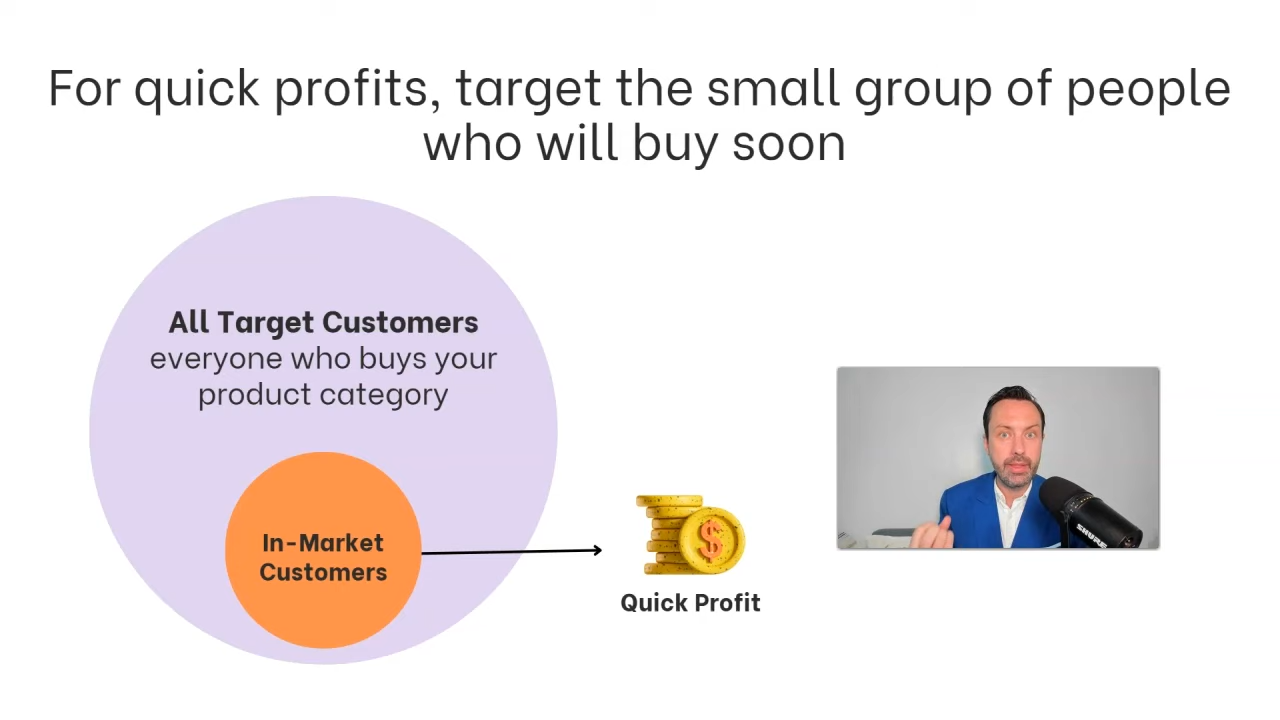 For quick profits, target the small group of people
who will buy soon
All Target Customers
everyone who buys your
product category
In-Market
Customers
$
Quick Profit
SHURE